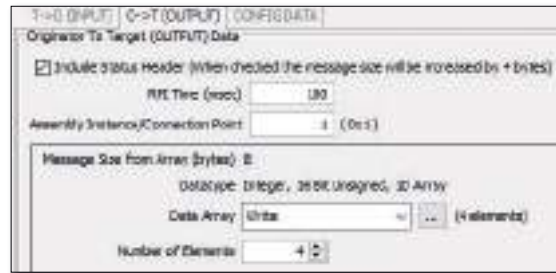 T->O (INPUT) O->T (OUTPUT) CONFIG DATA
Originator To Target (OUTPUT) Data
Include Status Header (When checked the message size will be increased by 4 bytes)
RPI Time (msec) 100
Assembly Instance/Connection Point 1 (0x1)
Message Size from Array (bytes) 8
Datatype Integer, 16 Bit Unsigned, 1D Array
Data Array Write ... (4 elements)
Number of Elements 4